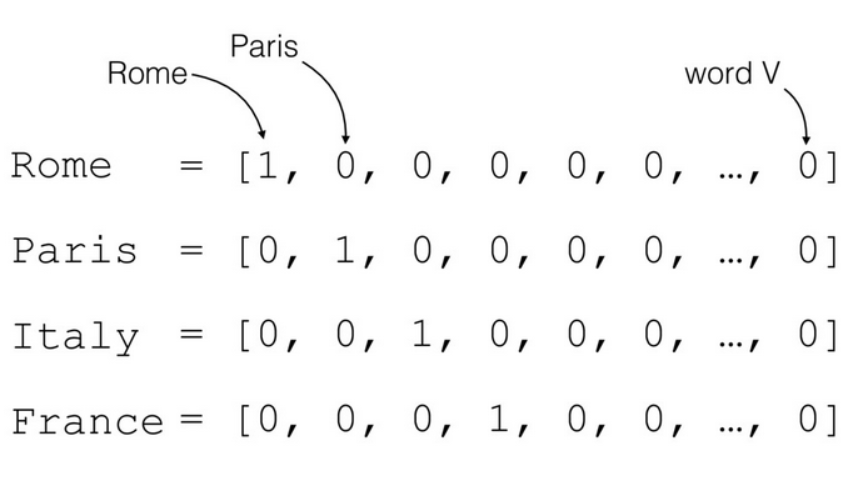 Paris
Rome
word V
Rome = [1, 0, 0, 0, 0, 0, …, 0]
Paris = [0, 1, 0, 0, 0, 0, …, 0]
Italy = [0, 0, 1, 0, 0, 0, …, 0]
France = [0, 0, 0, 1, 0, 0, …, 0]